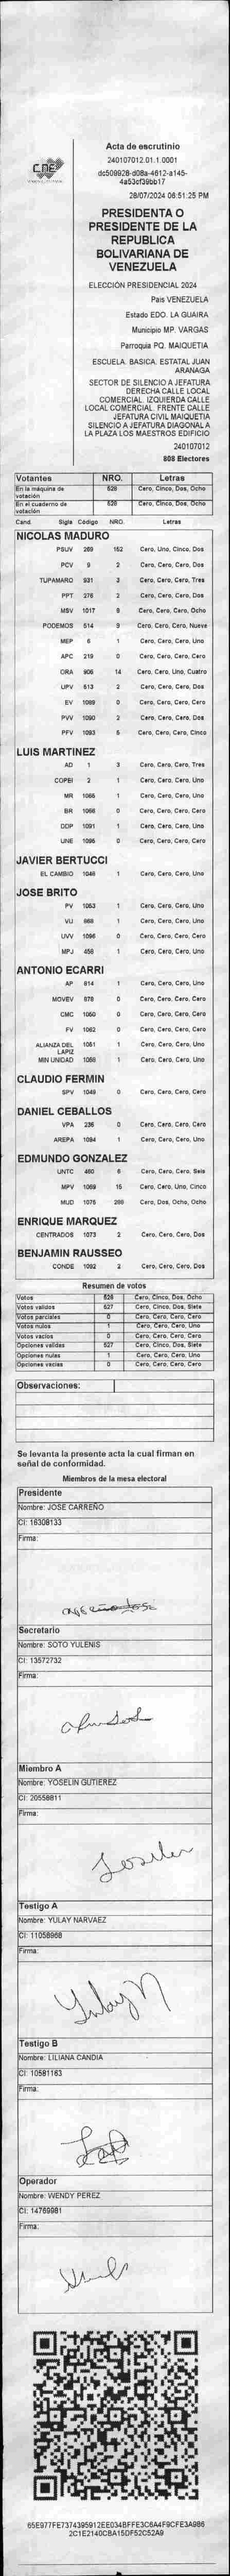 CNE
Acta de escrutinio
240107012.01.1.0001
dc509928-d08a-4612-a145-
4a53cf39bb17
28/07/2024 06:51:25 PM
PRESIDENTA O
PRESIDENTE DE LA
REPUBLICA
BOLIVARIANA DE
VENEZUELA
ELECCIÓN PRESIDENCIAL 2024
Pais VENEZUELA
Estado EDO. LA GUAIRA
Municipio MP. VARGAS
Parroquia PQ. MAIQUETIA
ESCUELA. BASICA. ESTATAL JUAN
ARANAGA
SECTOR DE SILENCIO A JEFATURA
DERECHA CALLE LOCAL
COMERCIAL. IZQUIERDA CALLE
LOCAL COMERCIAL. FRENTE CALLE
JEFATURA CIVIL MAIQUETIA
SILENCIO A JEFATURA DIAGONAL A
LA PLAZA LOS MAESTROS EDIFICIO
240107012
808 Electores
Votantes NRO. Letras
En la máquina de votación 528 Cero, Cinco, Dos, Ocho
En el cuaderno de votación 528 Cero, Cinco, Dos, Ocho
Cand. Sigla Código NRO. Letras
NICOLAS MADURO
PSUV 269 152 Cero, Uno, Cinco, Dos
PCV 9 2 Cero, Cero, Cero, Dos
TUPAMARO 931 3 Cero, Cero, Cero, Tres
PPT 276 2 Cero, Cero, Cero, Dos
MSV 1017 8 Cero, Cero, Cero, Ocho
PODEMOS 514 9 Cero, Cero, Cero, Nueve
MEP 6 1 Cero, Cero, Cero, Uno
APC 219 0 Cero, Cero, Cero, Cero
ORA 906 14 Cero, Cero, Uno, Cuatro
UPV 613 2 Cero, Cero, Cero, Dos
EV 1089 0 Cero, Cero, Cero, Cero
PVV 1090 2 Cero, Cero, Cero, Dos
PFV 1093 5 Cero, Cero, Cero, Cinco
LUIS MARTINEZ
AD 1 3 Cero, Cero, Cero, Tres
COPEI 2 1 Cero, Cero, Cero, Uno
MR 1065 1 Cero, Cero, Cero, Uno
BR 1066 0 Cero, Cero, Cero, Cero
DDP 1091 1 Cero, Cero, Cero, Uno
UNE 1095 0 Cero, Cero, Cero, Cero
JAVIER BERTUCCI
EL CAMBIO 1048 1 Cero, Cero, Cero, Uno
JOSE BRITO
PV 1053 1 Cero, Cero, Cero, Uno
VU 868 1 Cero, Cero, Cero, Uno
UVV 1096 0 Cero, Cero, Cero, Cero
MPJ 458 1 Cero, Cero, Cero, Uno
ANTONIO ECARRI
AP 814 1 Cero, Cero, Cero, Uno
MOVEV 878 0 Cero, Cero, Cero, Cero
CMC 1050 0 Cero, Cero, Cero, Cero
FV 1062 0 Cero, Cero, Cero, Cero
ALIANZA DEL LAPIZ 1051 1 Cero, Cero, Cero, Uno
MIN UNIDAD 1068 1 Cero, Cero, Cero, Uno
CLAUDIO FERMIN
SPV 1049 0 Cero, Cero, Cero, Cero
DANIEL CEBALLOS
VPA 236 0 Cero, Cero, Cero, Cero
AREPA 1094 1 Cero, Cero, Cero, Uno
EDMUNDO GONZALEZ
UNTC 460 6 Cero, Cero, Cero, Seis
MPV 1069 15 Cero, Cero, Uno, Cinco
MUD 1075 288 Cero, Dos, Ocho, Ocho
ENRIQUE MARQUEZ
CENTRADOS 1073 2 Cero, Cero, Cero, Dos
BENJAMIN RAUSSEO
CONDE 1092 2 Cero, Cero, Cero, Dos
Resumen de votos
Votos 528 Cero, Cinco, Dos, Ocho
Votos validos 527 Cero, Cinco, Dos, Siete
Votos parciales 0 Cero, Cero, Cero, Cero
Votos nulos 1 Cero, Cero, Cero, Uno
Votos vacios 0 Cero, Cero, Cero, Cero
Opciones validas 527 Cero, Cinco, Dos, Siete
Opciones nulas 1 Cero, Cero, Cero, Uno
Opciones vacias 0 Cero, Cero, Cero, Cero
Observaciones:
Se levanta la presente acta la cual firman en
señal de conformidad.
Miembros de la mesa electoral
Presidente
Nombre: JOSE CARREÑO
CI: 16308133
Firma:
Secretario
Nombre: SOTO YULENIS
CI: 13572732
Firma:
Miembro A
Nombre: YOSELIN GUTIEREZ
CI: 20558811
Firma:
Testigo A
Nombre: YULAY NARVAEZ
CI: 11058968
Firma:
Yulay N
Testigo B
Nombre: LILIANA CANDIA
CI: 10581163
Firma:
Operador
Nombre: WENDY PEREZ
CI: 14769981
Firma:
65E977FE7374395912EE034BFFE3C6A4F9CFE3A986
2C1E2140CBA150F52C52A9